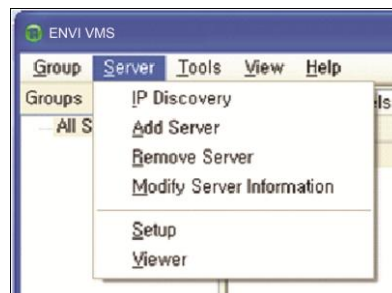 ENVI VMS
Group Server Tools View Help
Groups
All S
IP Discovery
Add Server
Remove Server
Modify Server Information
Setup
Viewer
ls